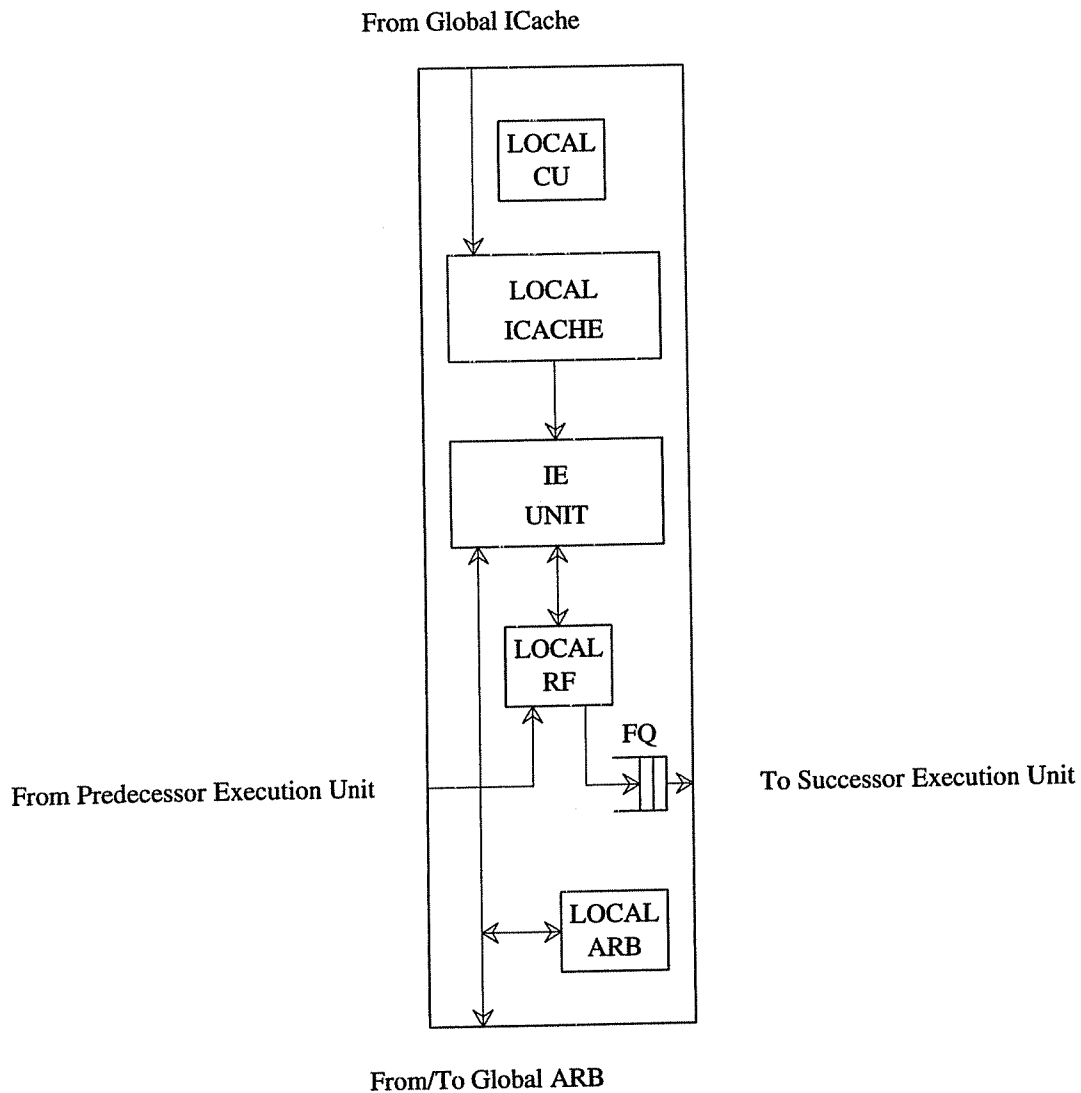 From Global ICache
LOCAL
CU
LOCAL
ICACHE
IE
UNIT
LOCAL
RF
FQ
From Predecessor Execution Unit
To Successor Execution Unit
LOCAL
ARB
From/To Global ARB